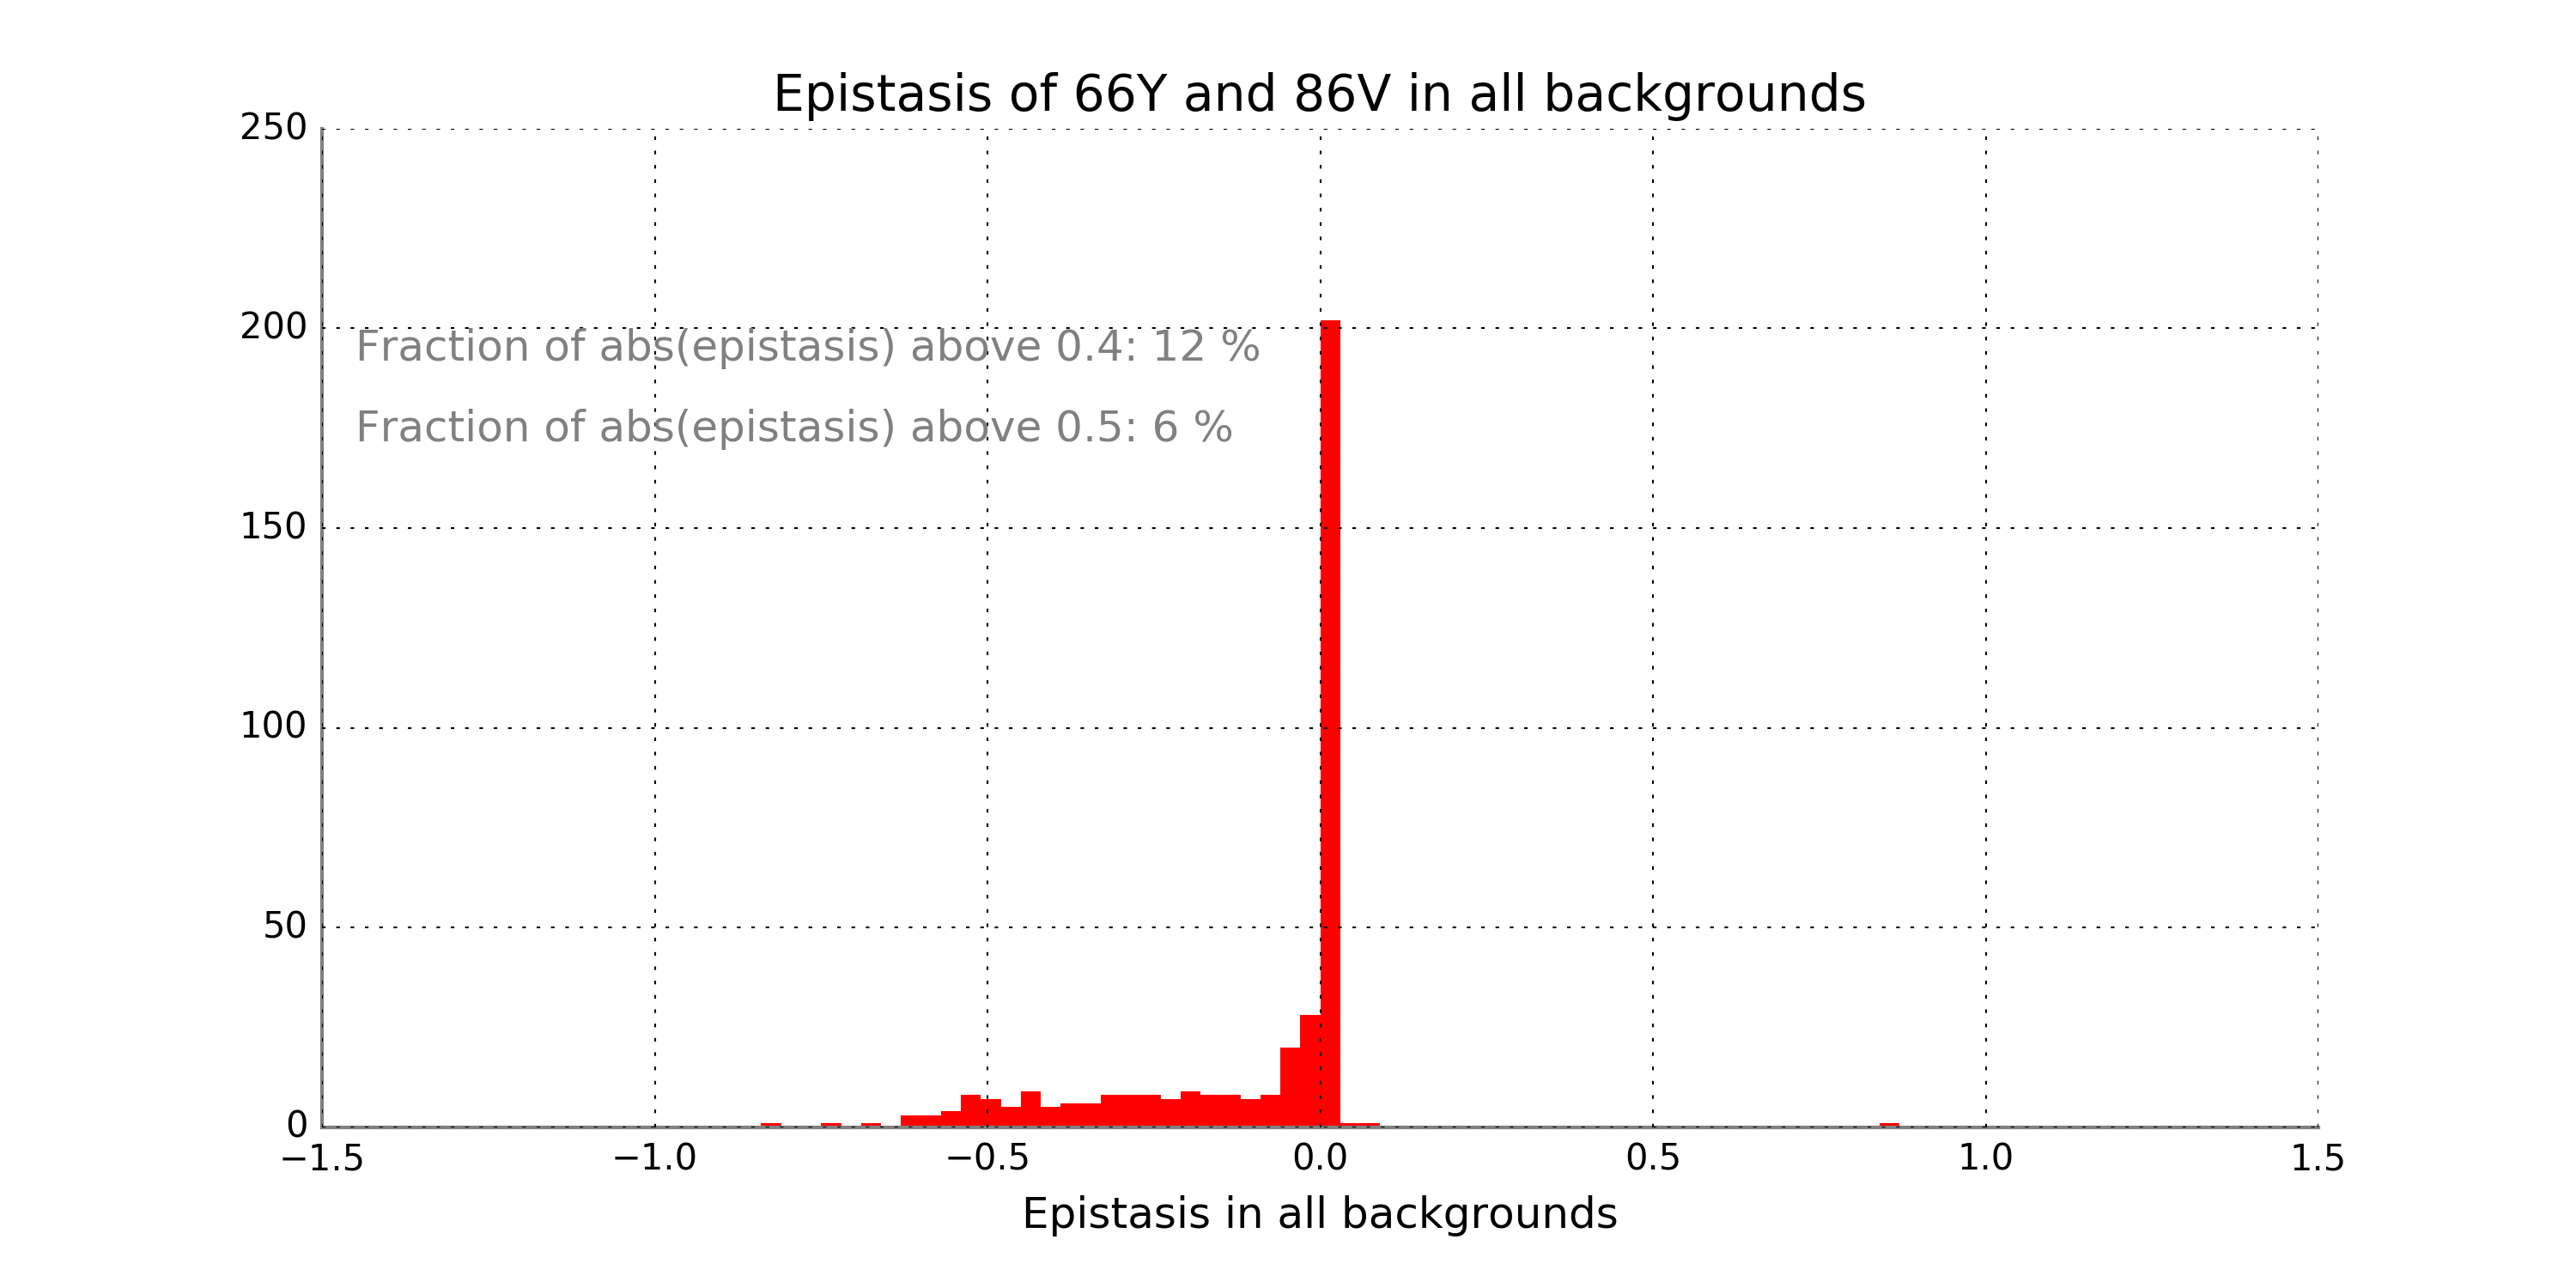 Epistasis of 66Y and 86V in all backgrounds
250
200
Fraction of abs(epistasis) above 0.4: 12 %
Fraction of abs(epistasis) above 0.5: 6 %
150
100
50
0
−1.5 −1.0 −0.5 0.0 0.5 1.0 1.5
Epistasis in all backgrounds